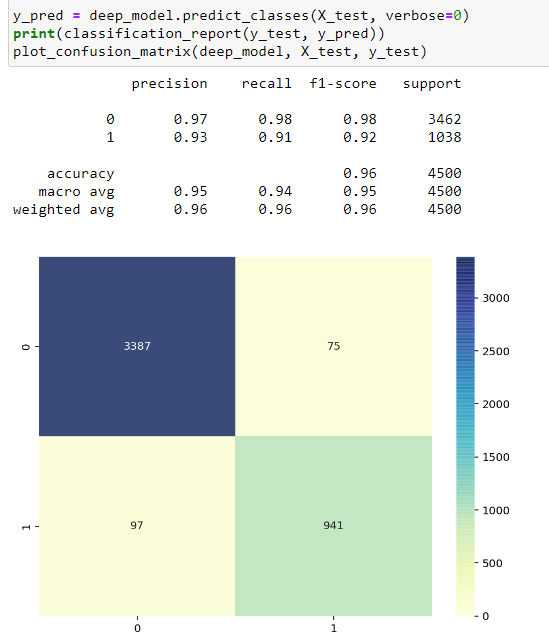 y_pred = deep_model.predict_classes(X_test, verbose=0)
print(classification_report(y_test, y_pred))
plot_confusion_matrix(deep_model, X_test, y_test)
precision recall f1-score support
0 0.97 0.98 0.98 3462
1 0.93 0.91 0.92 1038
accuracy 0.96 4500
macro avg 0.95 0.94 0.95 4500
weighted avg 0.96 0.96 0.96 4500
0 3387 75
1 97 941
0 1
3000
2500
2000
1500
1000
500
0